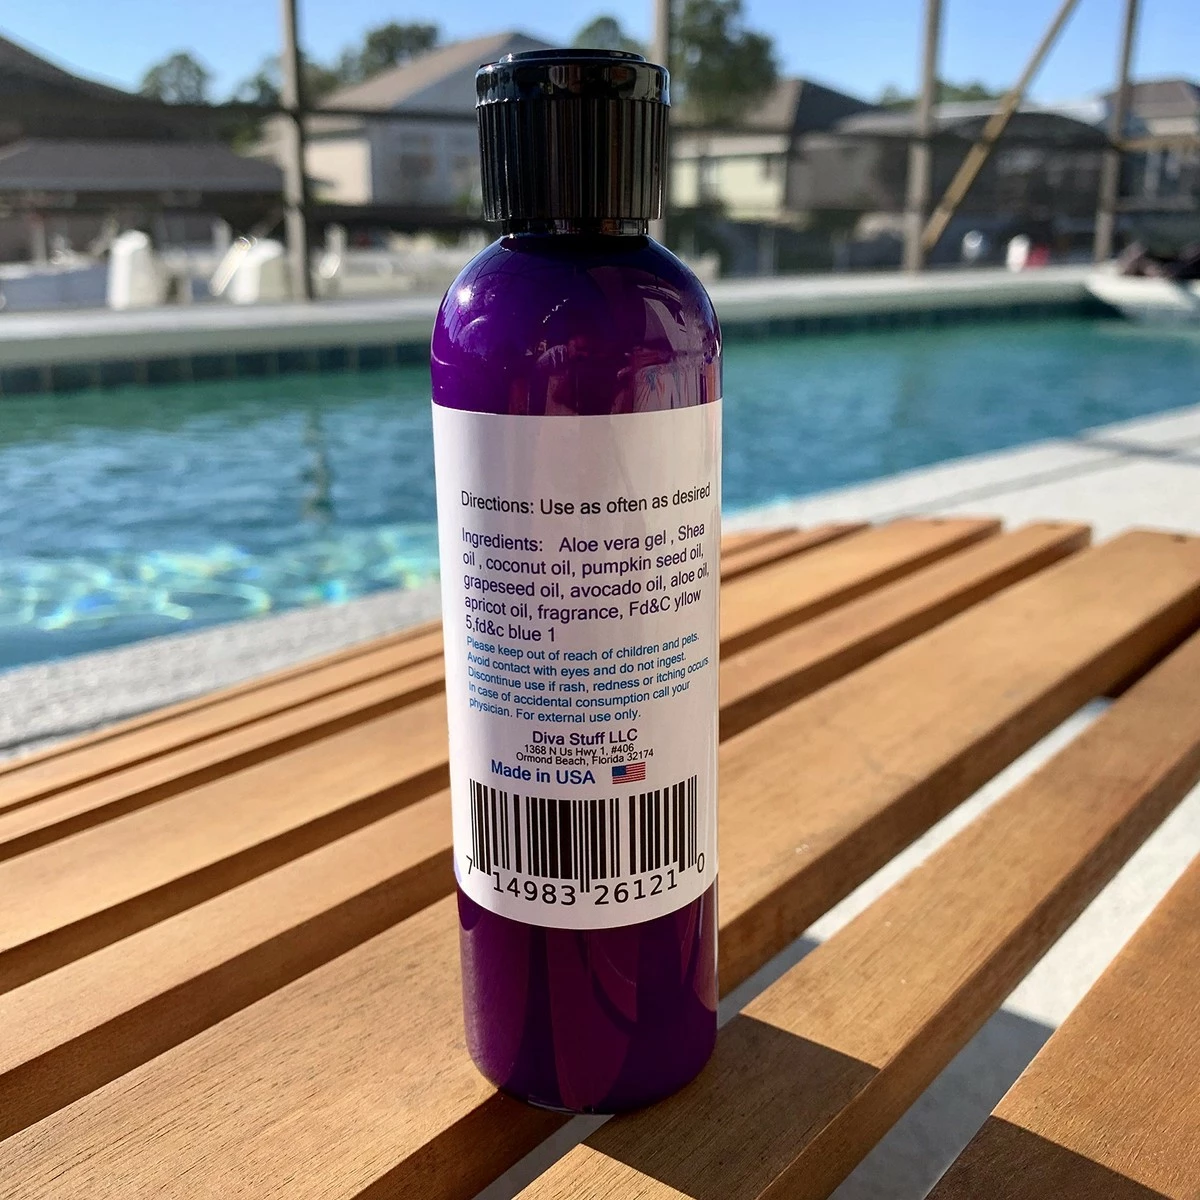 Directions: Use as often as desired
Ingredients: Aloe vera gel , Shea
oil , coconut oil, pumpkin seed oil,
grapeseed oil, avocado oil, aloe oil,
apricot oil, fragrance, Fd&C yllow
5,fd&c blue 1
Please keep out of reach of children and pets.
Avoid contact with eyes and do not ingest.
Discontinue use if rash, redness or itching occurs
In case of accidental consumption call your
physician. For external use only.
Diva Stuff LLC
1368 N Us Hwy 1, #406
Ormond Beach, Florida 32174
Made in USA
7 14983 26121 0